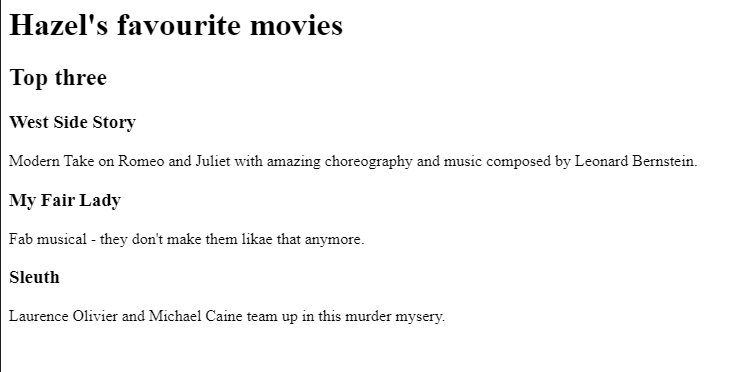 Hazel's favourite movies
Top three
West Side Story
Modern Take on Romeo and Juliet with amazing choreography and music composed by Leonard Bernstein.
My Fair Lady
Fab musical - they don't make them likae that anymore.
Sleuth
Laurence Olivier and Michael Caine team up in this murder mysery.